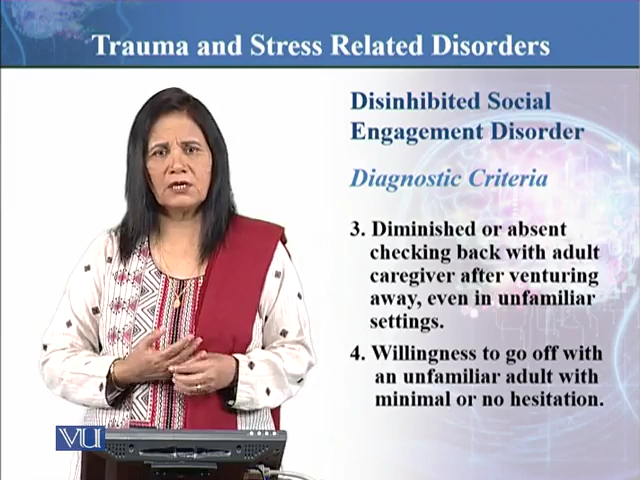 Trauma and Stress Related Disorders
Disinhibited Social
Engagement Disorder
Diagnostic Criteria
3. Diminished or absent
checking back with adult
caregiver after venturing
away, even in unfamiliar
settings.
4. Willingness to go off with
an unfamiliar adult with
minimal or no hesitation.
VU